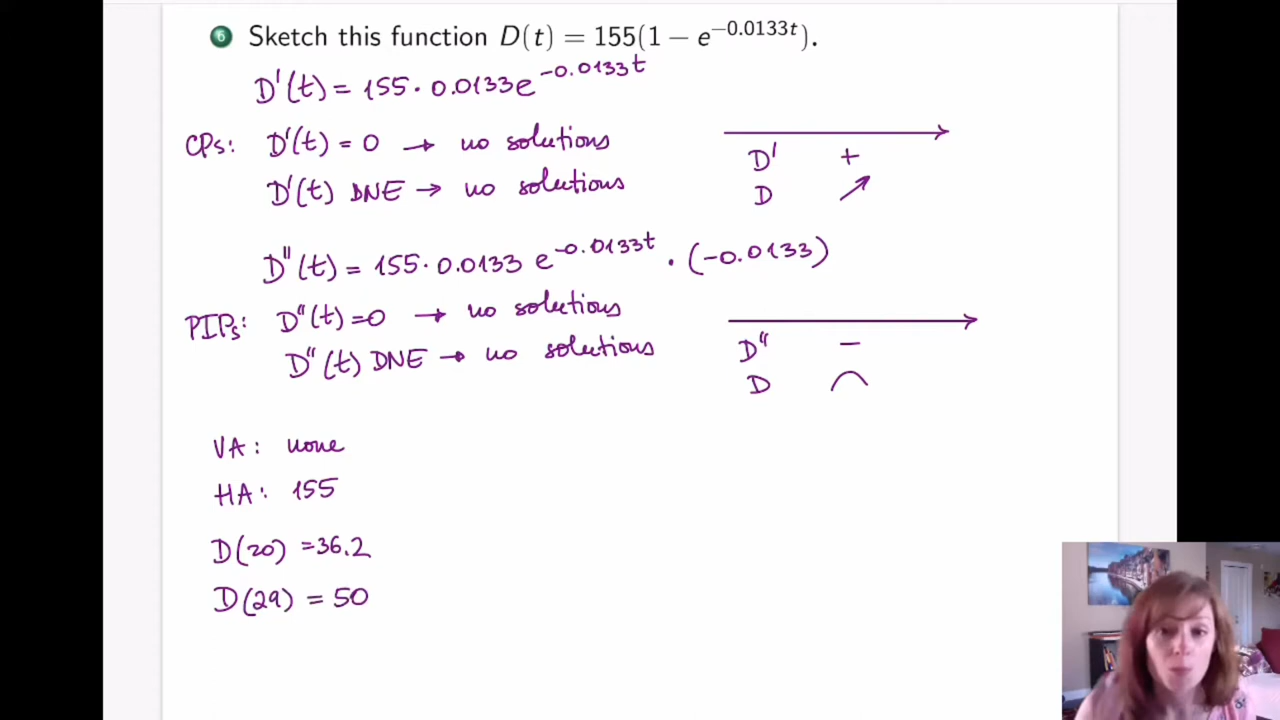 6 Sketch this function D(t) = 155(1 − e^{−0.0133t}).
D'(t) = 155 · 0.0133e^{−0.0133t}
CPs: D'(t) = 0 → no solutions
D'(t) DNE → no solutions
D' +
D ↗
D''(t) = 155 · 0.0133 e^{−0.0133t} · (−0.0133)
PIPs: D''(t) = 0 → no solutions
D''(t) DNE → no solutions
D'' −
D ⌒
VA: none
HA: 155
D(20) = 36.2
D(29) = 50